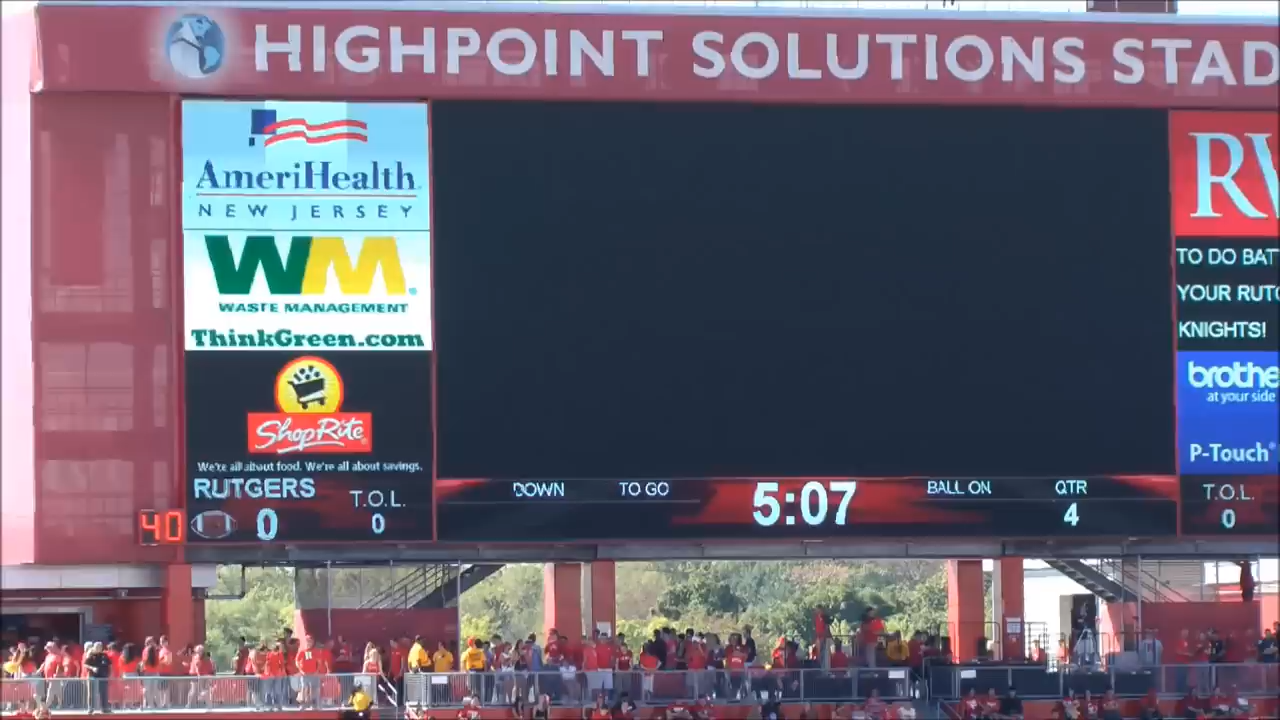 HIGHPOINT SOLUTIONS STAD
AmeriHealth
NEW JERSEY
WM
WASTE MANAGEMENT
ThinkGreen.com
ShopRite
We're all about food. We're all about savings.
RUTGERS T.O.L.
40 0 0
DOWN TO GO 5:07 BALL ON QTR
4
RV
TO DO BAT
YOUR RUTG
KNIGHTS!
brothe
at your side
P-Touch
T.O.L.
0